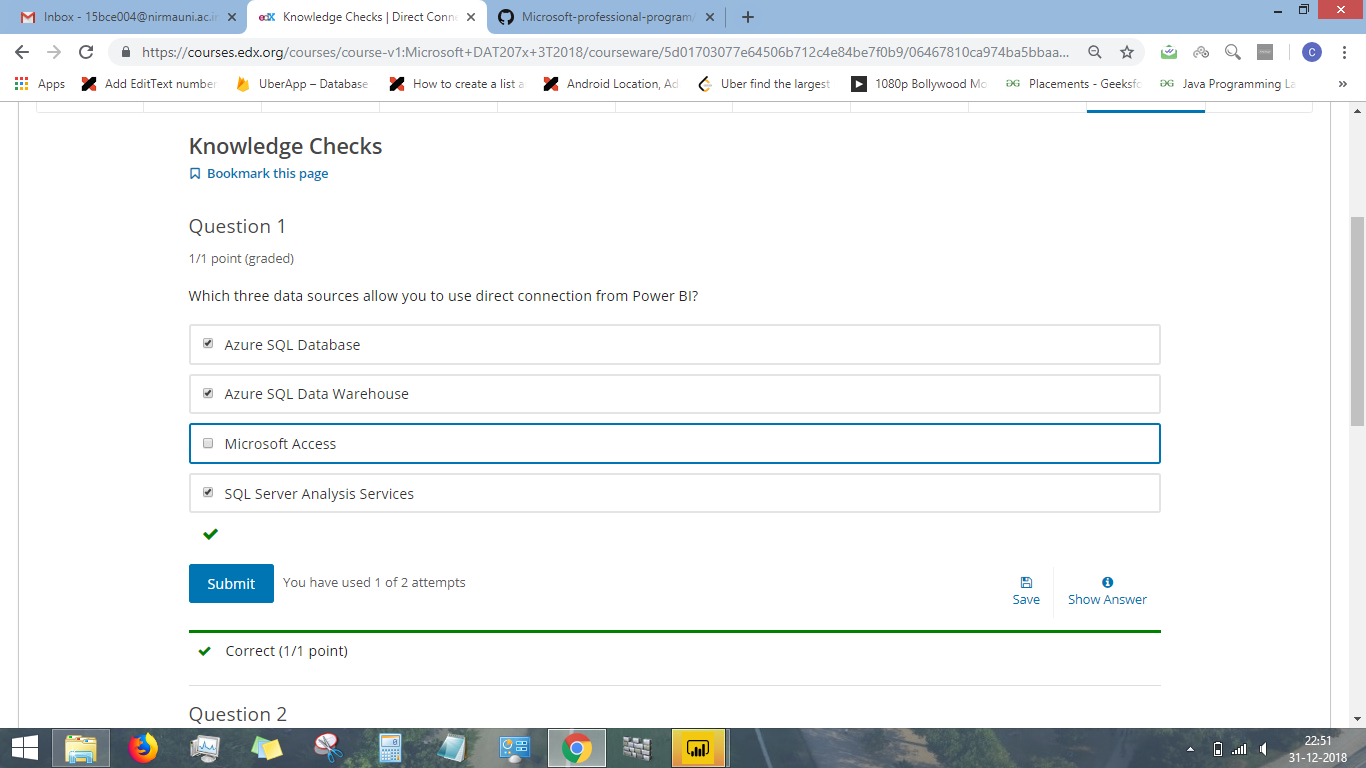 Inbox - 15bce004@nirmauni.ac.in
Knowledge Checks | Direct Conne
Microsoft-professional-program/
https://courses.edx.org/courses/course-v1:Microsoft+DAT207x+3T2018/courseware/5d01703077e64506b712c4e84be7f0b9/06467810ca974ba5bbaa...
C
Apps
Add EditText number
UberApp – Database
How to create a list a
Android Location, Ad
Uber find the largest
1080p Bollywood Mo
Placements - Geeksfo
Java Programming La
»
Knowledge Checks
Bookmark this page
Question 1
1/1 point (graded)
Which three data sources allow you to use direct connection from Power BI?
Azure SQL Database
Azure SQL Data Warehouse
Microsoft Access
SQL Server Analysis Services
Submit
You have used 1 of 2 attempts
Save
Show Answer
Correct (1/1 point)
Question 2
22:51
31-12-2018